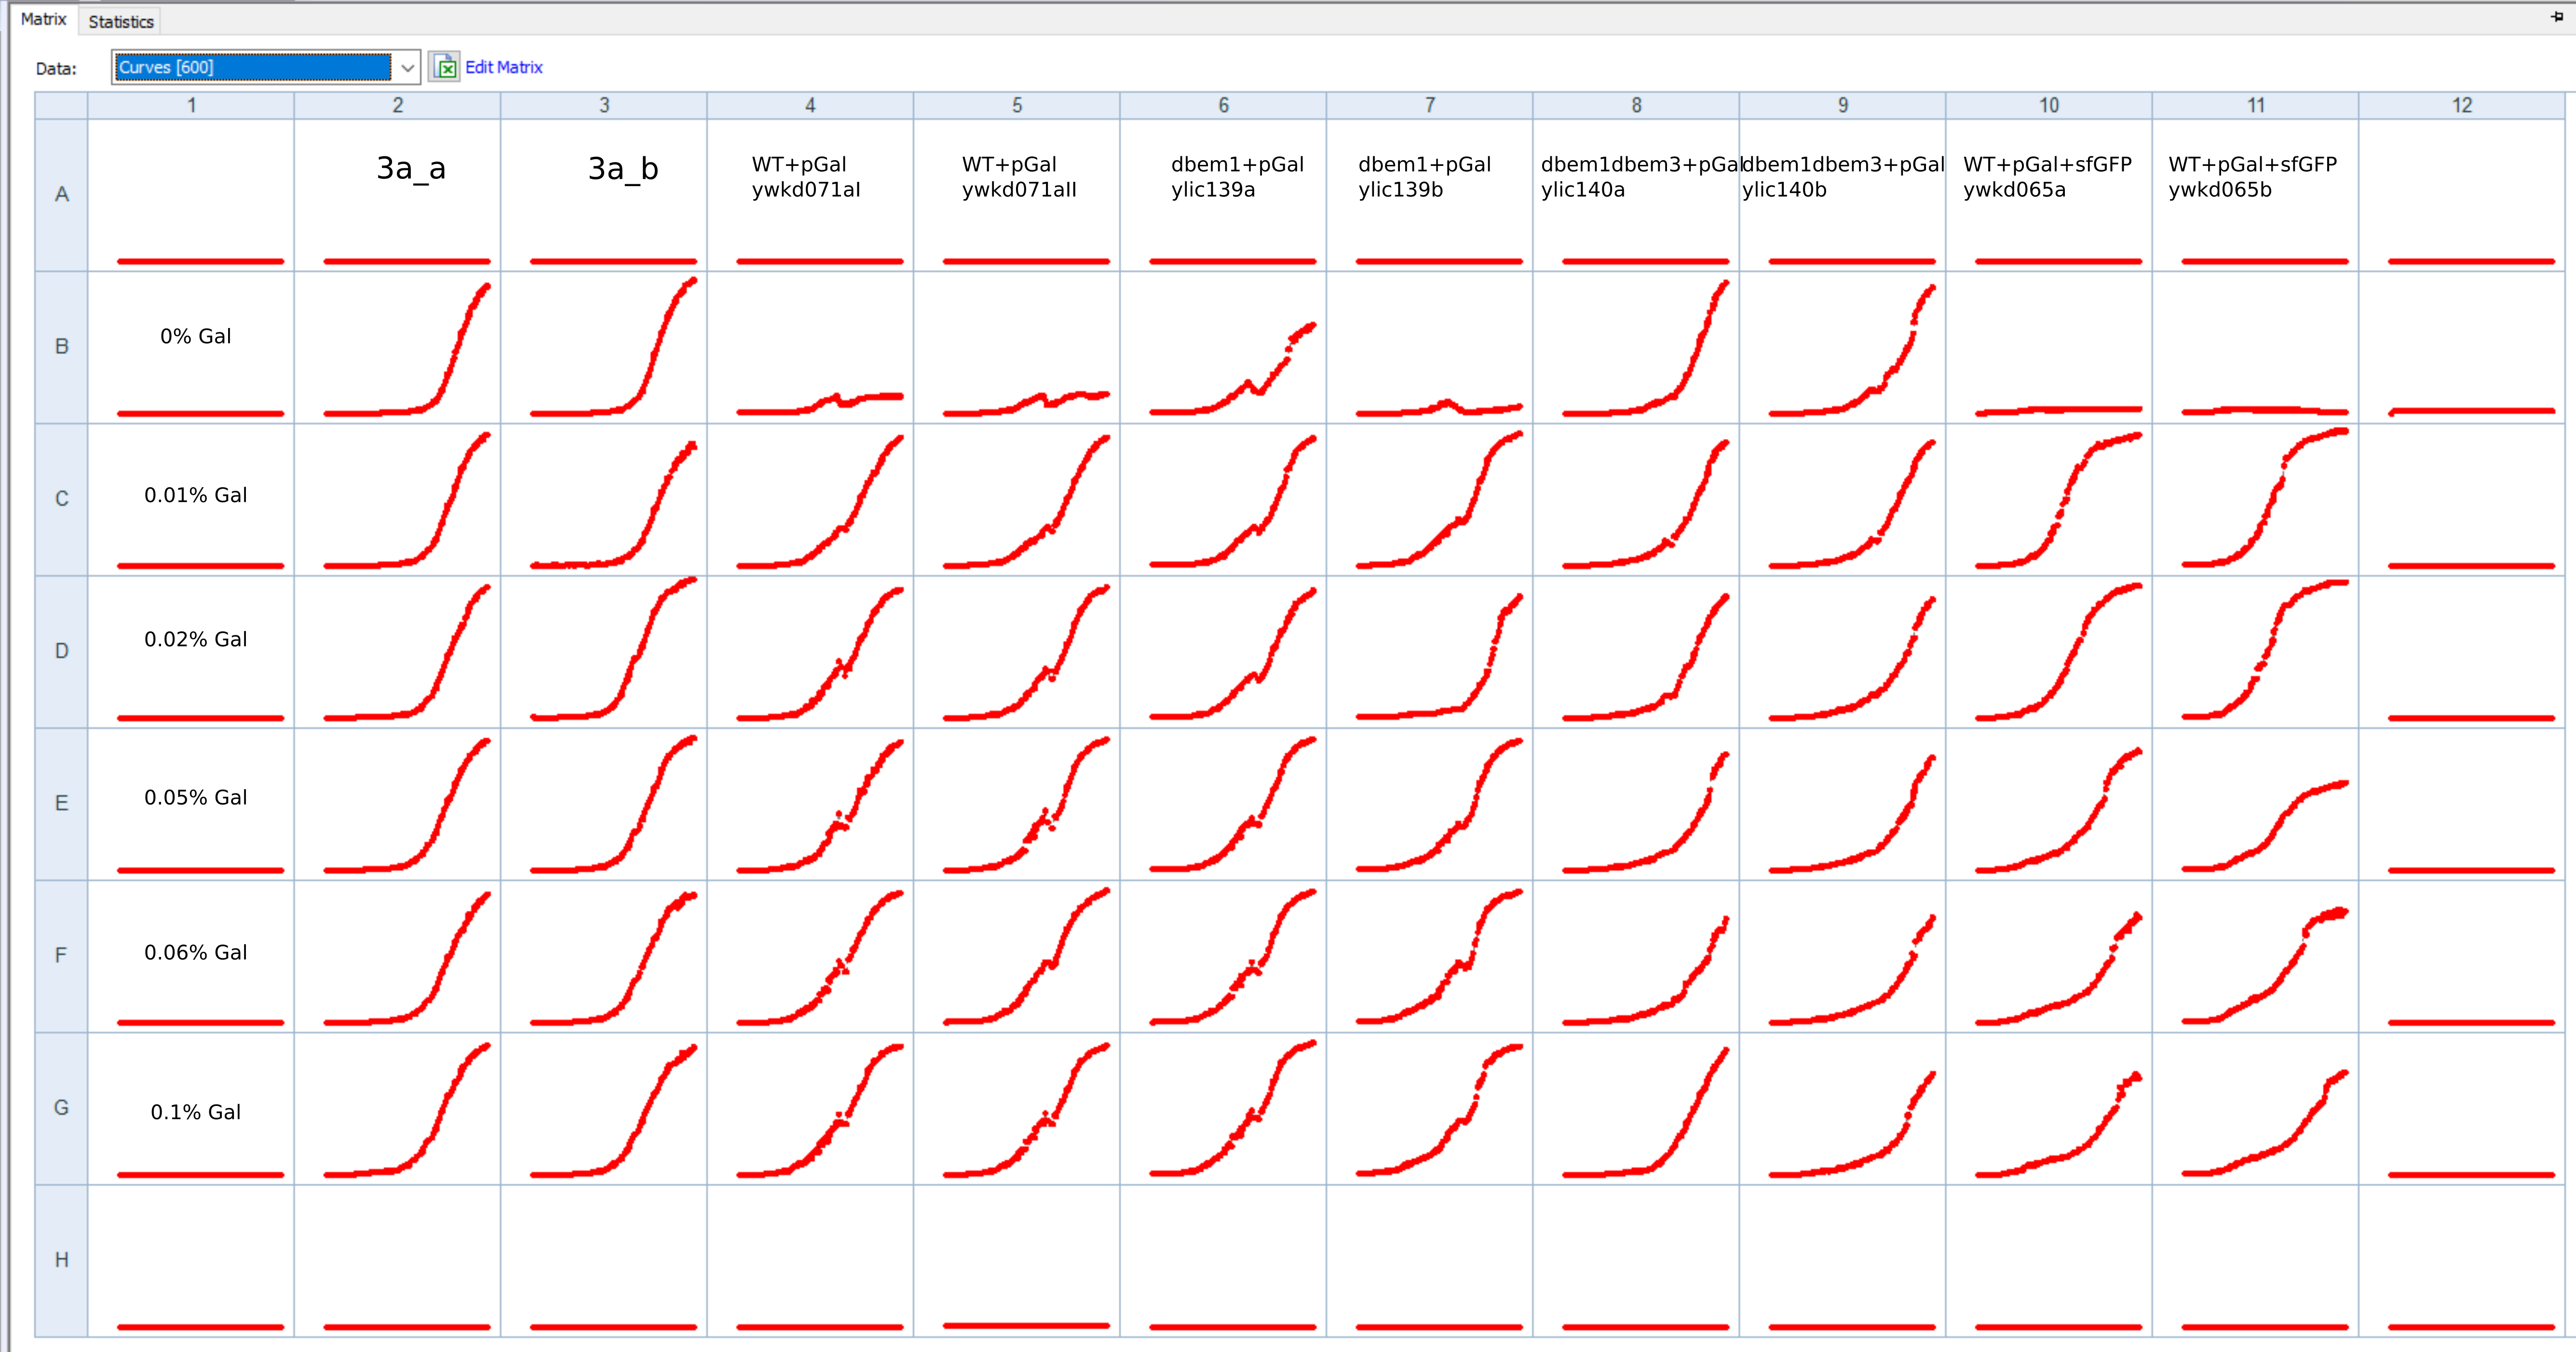 Matrix Statistics
Data: Curves [600] Edit Matrix
1 2 3 4 5 6 7 8 9 10 11 12
A 3a_a 3a_b WT+pGal WT+pGal dbem1+pGal dbem1+pGal dbem1dbem3+pGal dbem1dbem3+pGal WT+pGal+sfGFP WT+pGal+sfGFP
ywkd071aI ywkd071aII ylic139a ylic139b ylic140a ylic140b ywkd065a ywkd065b
B 0% Gal
C 0.01% Gal
D 0.02% Gal
E 0.05% Gal
F 0.06% Gal
G 0.1% Gal
H